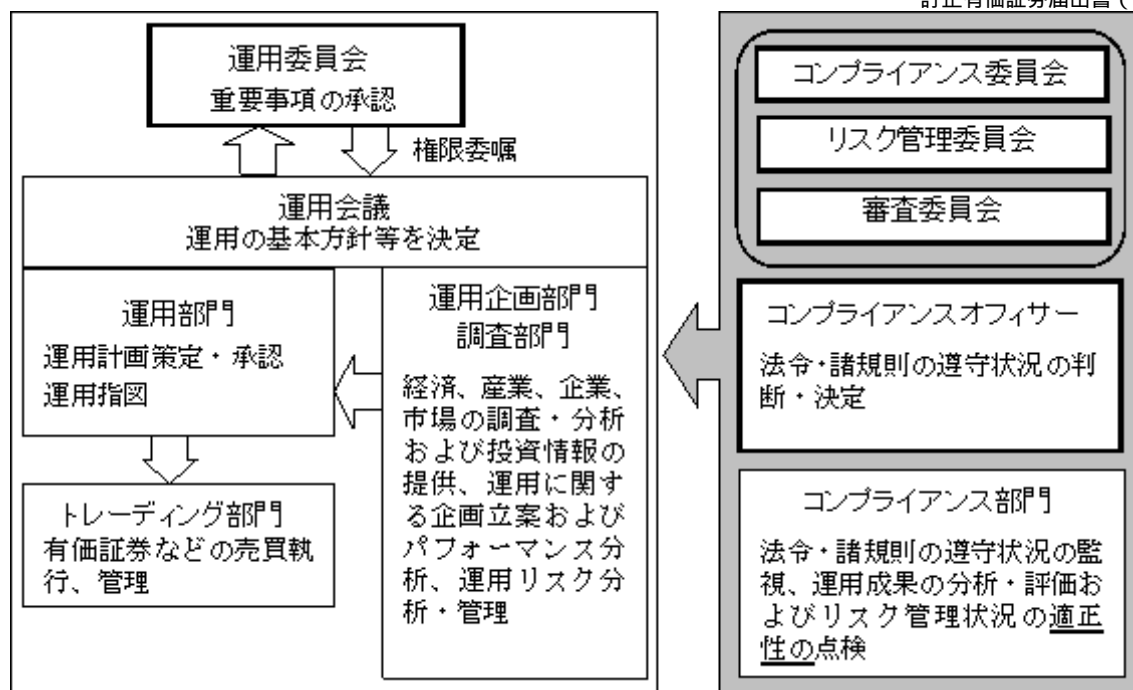 訂正有価証券届出書（
運用委員会
重要事項の承認
権限委嘱
運用会議
運用の基本方針等を決定
運用部門
運用計画策定・承認
運用指図
トレーディング部門
有価証券などの売買執
行、管理
運用企画部門
調査部門
経済、産業、企業、
市場の調査・分析
および投資情報の
提供、運用に関す
る企画立案および
パフォーマンス分
析、運用リスク分
析・管理
コンプライアンス委員会
リスク管理委員会
審査委員会
コンプライアンスオフィサー
法令・諸規則の遵守状況の判
断・決定
コンプライアンス部門
法令・諸規則の遵守状況の監
視、運用成果の分析・評価お
よびリスク管理状況の適正
性の点検